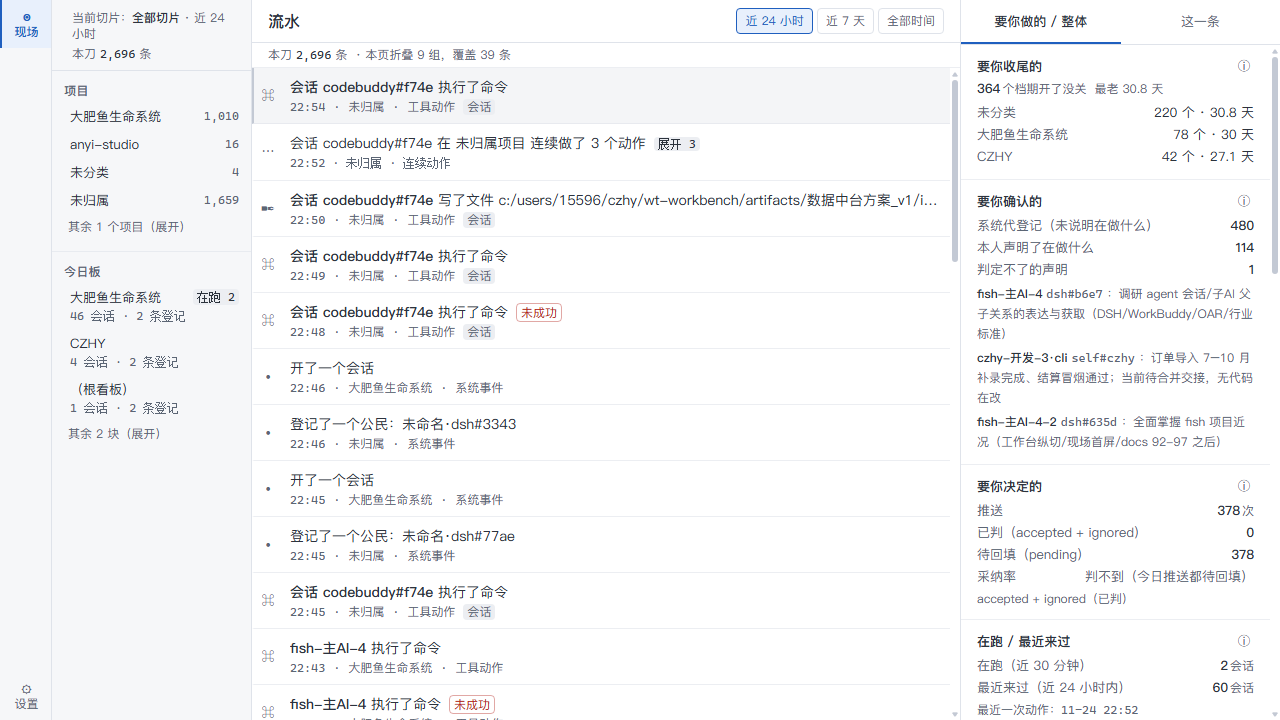 现场
设置
当前切片：全部切片 · 近 24 小时
本刀 2,696 条
项目
大肥鱼生命系统 1,010
anyi-studio 16
未分类 4
未归属 1,659
其余 1 个项目（展开）
今日板
大肥鱼生命系统 在跑 2
46 会话 · 2 条登记
CZHY
4 会话 · 2 条登记
（根看板）
1 会话 · 2 条登记
其余 2 块（展开）
流水
近 24 小时 近 7 天 全部时间
本刀 2,696 条 · 本页折叠 9 组，覆盖 39 条
会话 codebuddy#f74e 执行了命令
22:54 · 未归属 · 工具动作 会话
会话 codebuddy#f74e 在 未归属项目 连续做了 3 个动作 展开 3
22:52 · 未归属 · 连续动作
会话 codebuddy#f74e 写了文件 c:/users/15596/czhy/wt-workbench/artifacts/数据中台方案_v1/i…
22:50 · 未归属 · 工具动作 会话
会话 codebuddy#f74e 执行了命令
22:49 · 未归属 · 工具动作 会话
会话 codebuddy#f74e 执行了命令 未成功
22:48 · 未归属 · 工具动作 会话
开了一个会话
22:46 · 大肥鱼生命系统 · 系统事件
登记了一个公民：未命名·dsh#3343
22:46 · 未归属 · 系统事件
开了一个会话
22:45 · 大肥鱼生命系统 · 系统事件
登记了一个公民：未命名·dsh#77ae
22:45 · 未归属 · 系统事件
会话 codebuddy#f74e 执行了命令
22:45 · 未归属 · 工具动作 会话
fish-主AI-4 执行了命令
22:43 · 大肥鱼生命系统 · 工具动作
fish-主AI-4 执行了命令 未成功
要你做的 / 整体 这一条
要你收尾的
364个档期开了没关 最老 30.8 天
未分类 220 个 · 30.8 天
大肥鱼生命系统 78 个 · 30 天
CZHY 42 个 · 27.1 天
要你确认的
系统代登记（未说明在做什么） 480
本人声明了在做什么 114
判定不了的声明 1
fish-主AI-4 dsh#b6e7 ： 调研 agent 会话/子AI 父
子关系的表达与获取（DSH/WorkBuddy/OAR/行业
标准）
czhy-开发-3·cli self#czhy ： 订单导入 7—10 月
补录完成、结算冒烟通过；当前待合并交接，无代码
在改
fish-主AI-4-2 dsh#635d ： 全面掌握 fish 项目近
况（工作台纵切/现场首屏/docs 92-97 之后）
要你决定的
推送 378次
已判（accepted + ignored） 0
待回填（pending） 378
采纳率 判不到（今日推送都待回填）
accepted + ignored（已判）
在跑 / 最近来过
在跑（近 30 分钟） 2会话
最近来过（近 24 小时内） 60会话
最近一次动作：11-24 22:52